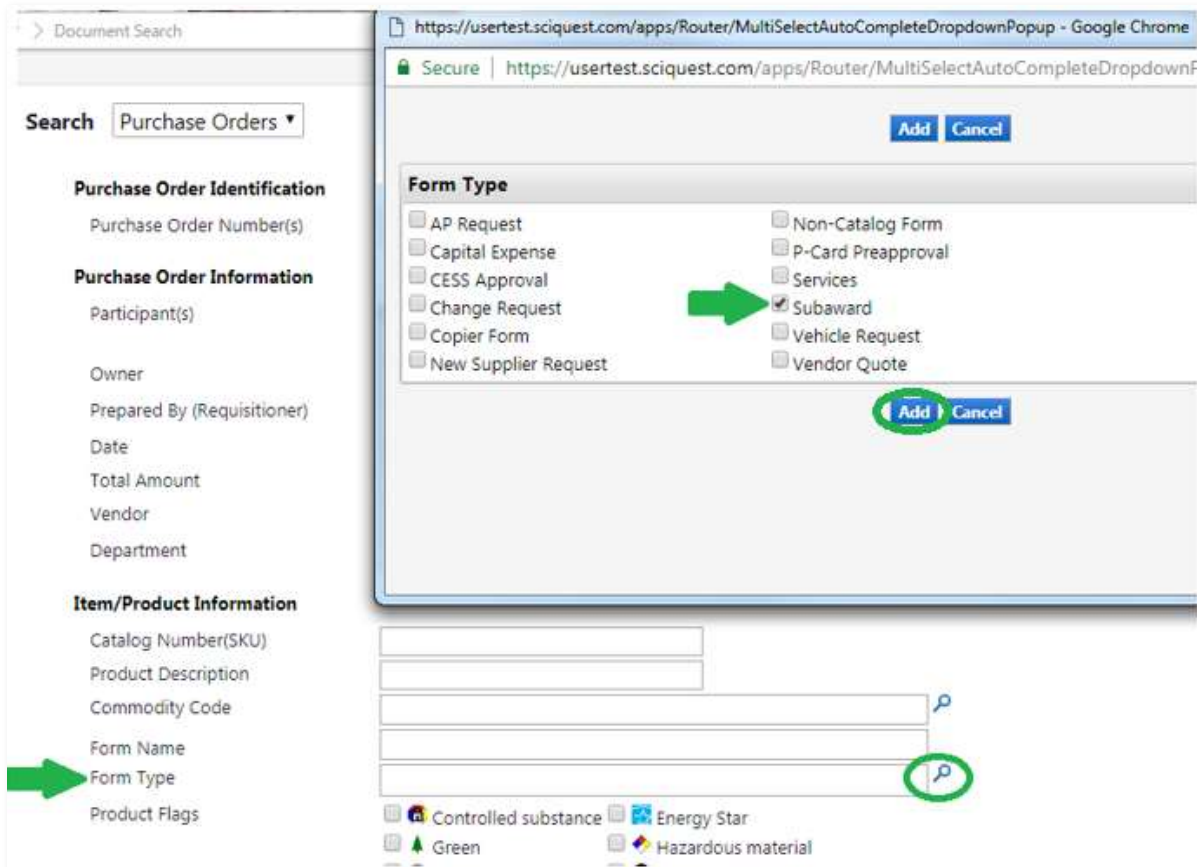 > Document Search
https://usertest.sciquest.com/apps/Router/MultiSelectAutoCompleteDropdownPopup - Google Chrome
Secure | https://usertest.sciquest.com/apps/Router/MultiSelectAutoCompleteDropdownP
Search Purchase Orders
Add Cancel
Purchase Order Identification
Purchase Order Number(s)
Purchase Order Information
Participant(s)
Owner
Prepared By (Requisitioner)
Date
Total Amount
Vendor
Department
Form Type
AP Request
Capital Expense
CESS Approval
Change Request
Copier Form
New Supplier Request
Non-Catalog Form
P-Card Preapproval
Services
Subaward
Vehicle Request
Vendor Quote
Add Cancel
Item/Product Information
Catalog Number(SKU)
Product Description
Commodity Code
Form Name
Form Type
Product Flags
Controlled substance Energy Star
Green Hazardous material